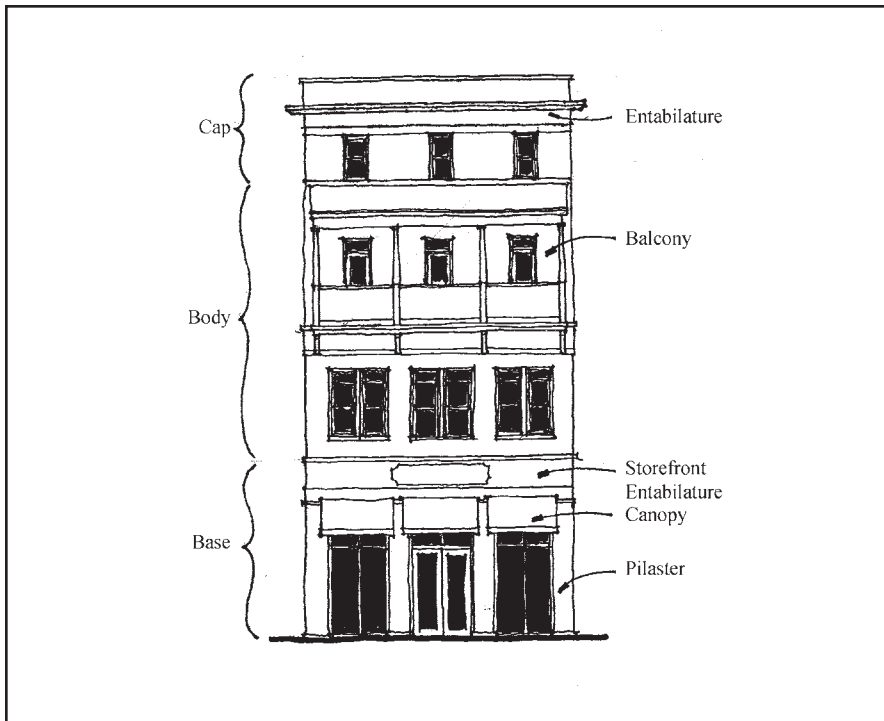 Cap
Entabilature
Balcony
Body
Storefront
Entabilature
Canopy
Base
Pilaster